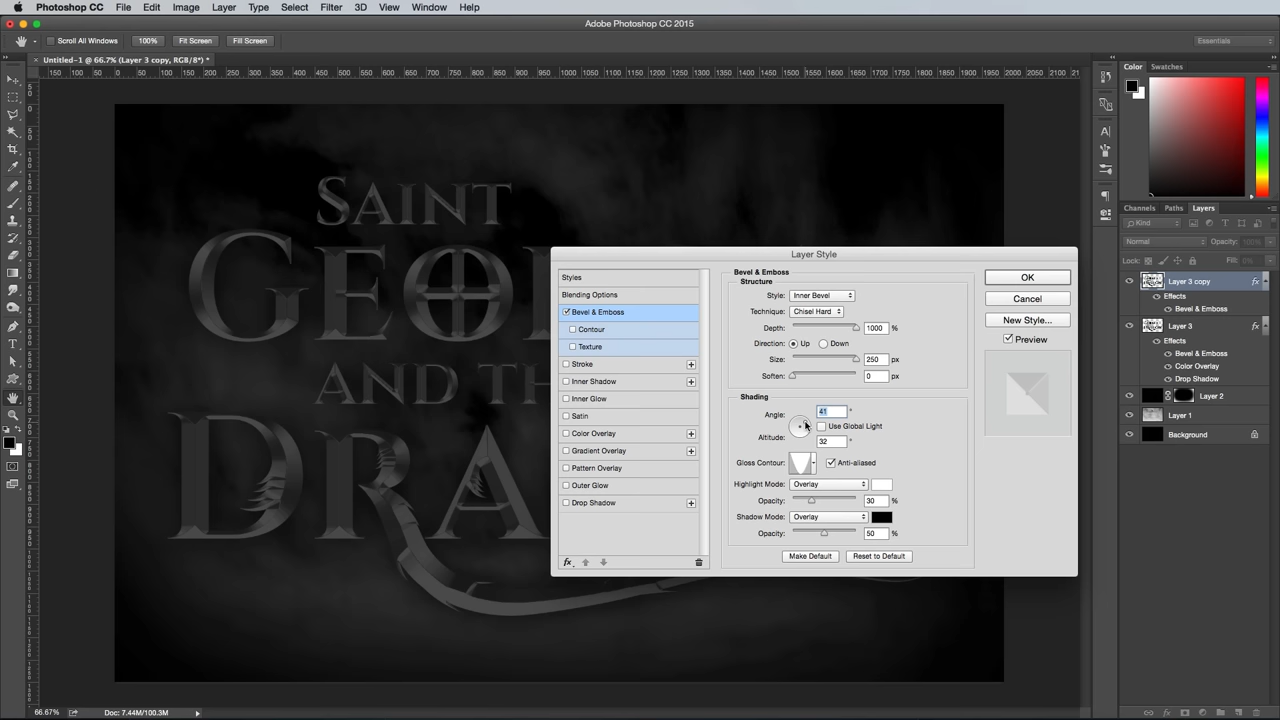 Photoshop CC File Edit Image Layer Type Select Filter 3D View Window Help
Adobe Photoshop CC 2015
Scroll All Windows 100% Fit Screen Fill Screen Essentials
× Untitled-1 @ 66.7% (Layer 3 copy, RGB/8*) *
Color Swatches
SAINT
GEO
AND TH
DRA
Layer Style
Styles
Blending Options
Bevel & Emboss
Contour
Texture
Stroke
Inner Shadow
Inner Glow
Satin
Color Overlay
Gradient Overlay
Pattern Overlay
Outer Glow
Drop Shadow
fx
Bevel & Emboss
Structure
Style: Inner Bevel
Technique: Chisel Hard
Depth: 1000 %
Direction: Up Down
Size: 250 px
Soften: 0 px
Shading
Angle: 41 °
Use Global Light
Altitude: 32 °
Gloss Contour: Anti-aliased
Highlight Mode: Overlay
Opacity: 30 %
Shadow Mode: Overlay
Opacity: 50 %
Make Default Reset to Default
OK
Cancel
New Style...
Preview
Channels Paths Layers
Kind
Normal Opacity: 100%
Lock: Fill: 0%
Layer 3 copy fx
Effects
Bevel & Emboss
Layer 3 fx
Effects
Bevel & Emboss
Color Overlay
Drop Shadow
Layer 2
Layer 1
Background
66.67% Doc: 7.44M/100.3M